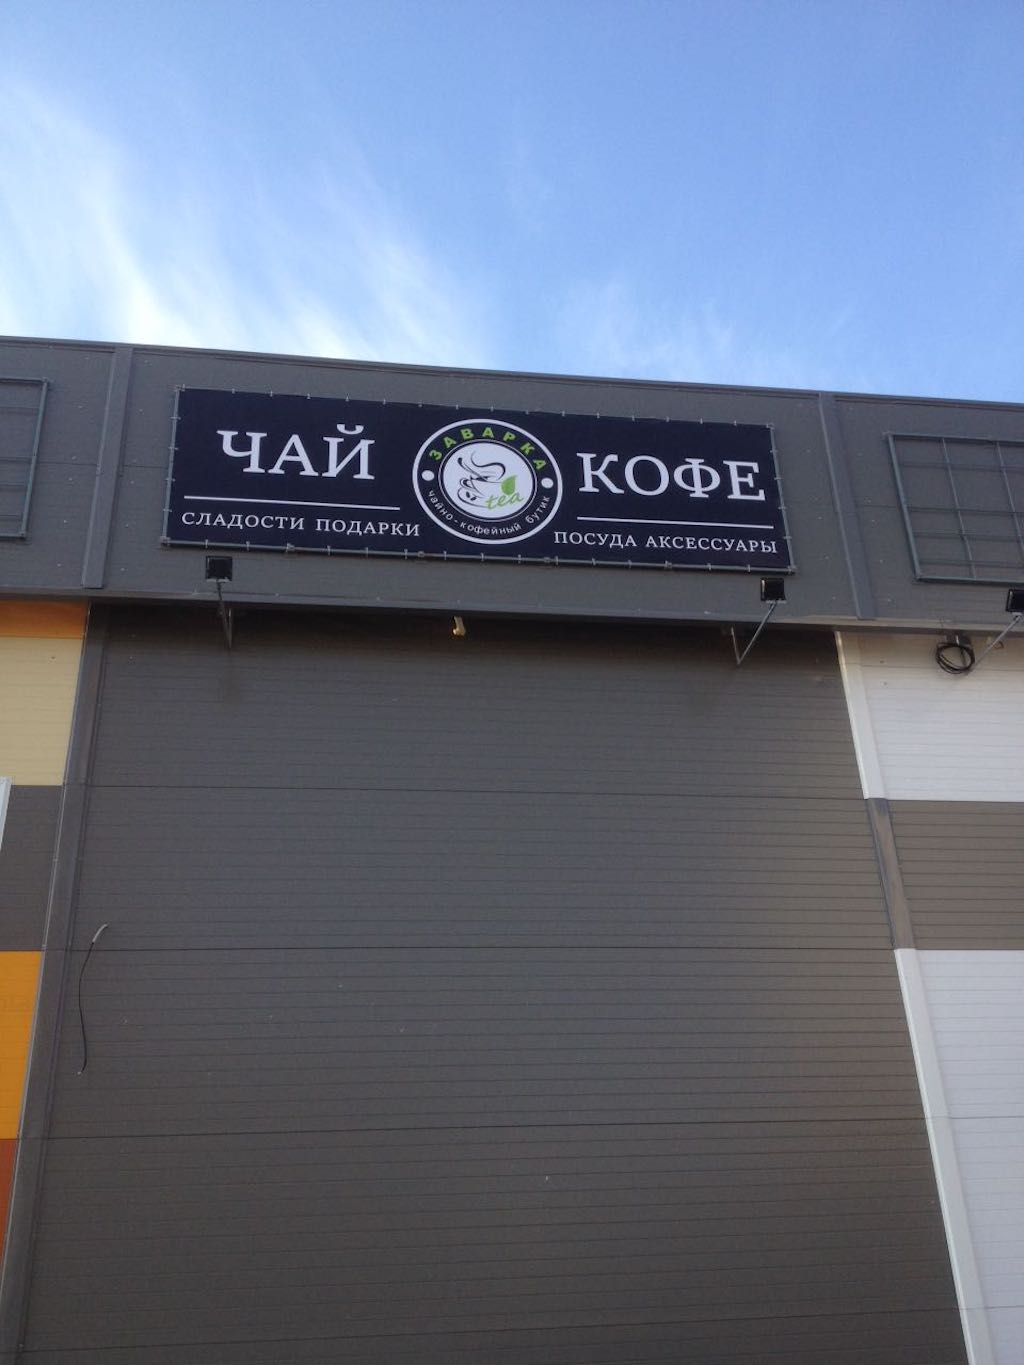 ЧАЙ
СЛАДОСТИ ПОДАРКИ
ЗАВАРКА
tea
чайно-кофейный бутик
КОФЕ
ПОСУДА АКСЕССУАРЫ